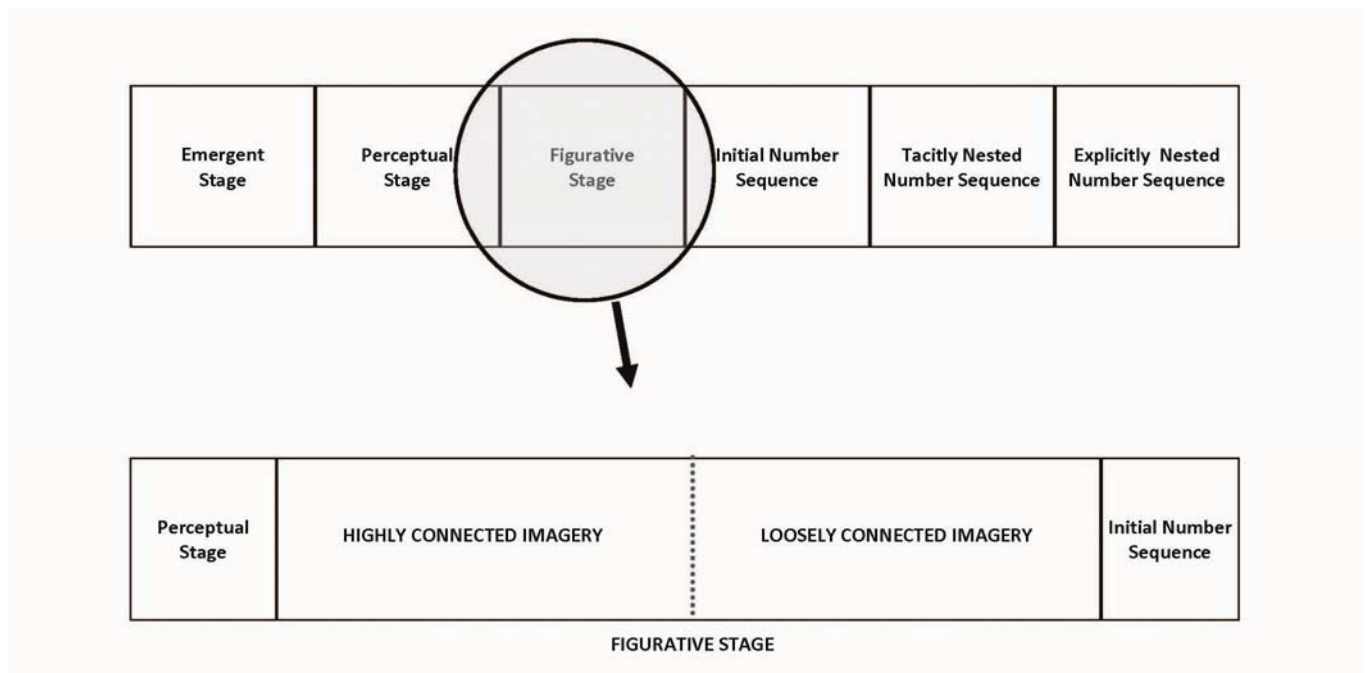 Emergent
Stage
Perceptual
Stage
Figurative
Stage
Initial Number
Sequence
Tacitly Nested
Number Sequence
Explicitly Nested
Number Sequence
Perceptual
Stage
HIGHLY CONNECTED IMAGERY
LOOSELY CONNECTED IMAGERY
Initial Number
Sequence
FIGURATIVE STAGE